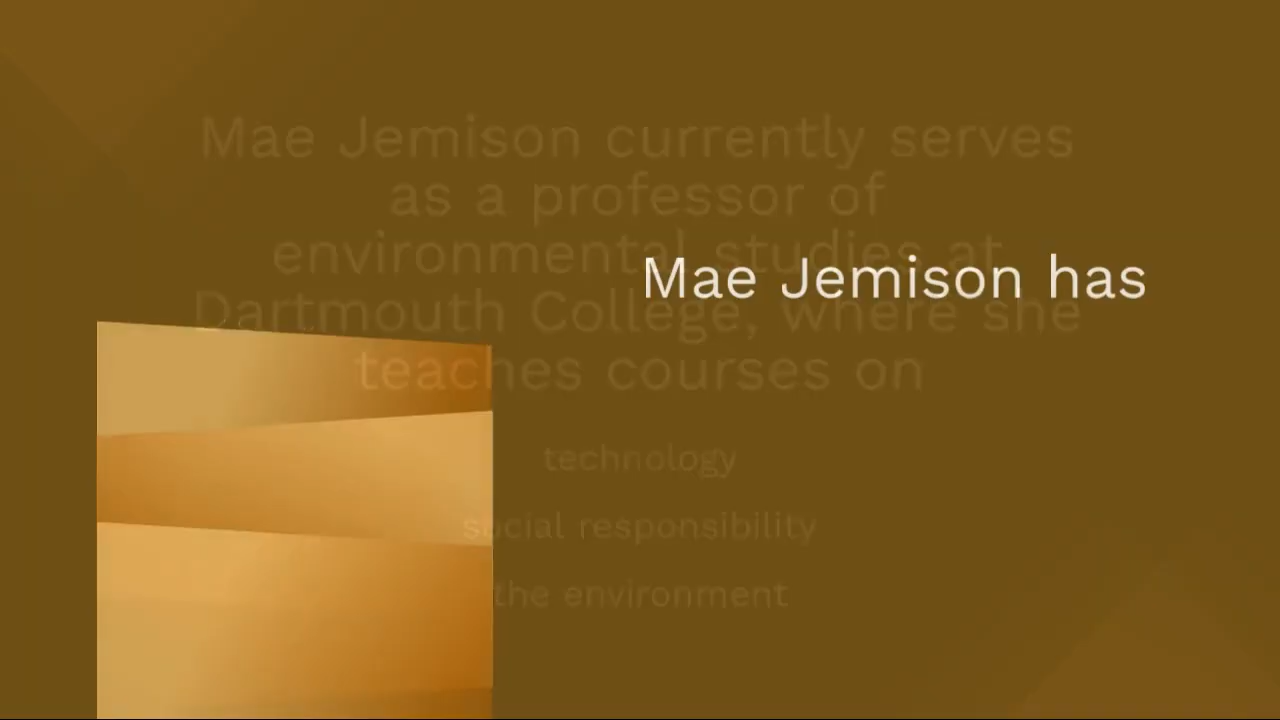 Mae Jemison currently serves
as a professor of
environmental studies at
Mae Jemison has
Dartmouth College, where she
teaches courses on
technology
social responsibility
the environment